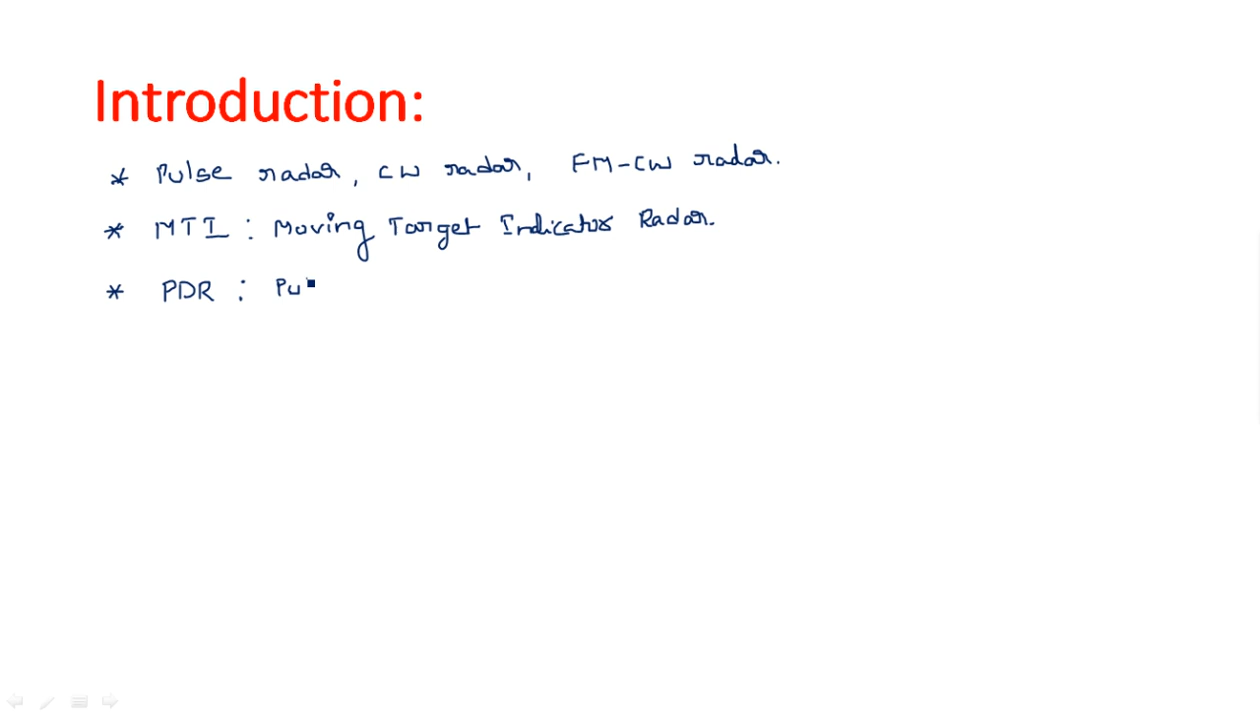 Introduction:
* Pulse radar, CW radar, FM-CW radar.
* MTI : Moving Target Indicator Radar.
* PDR : Pu